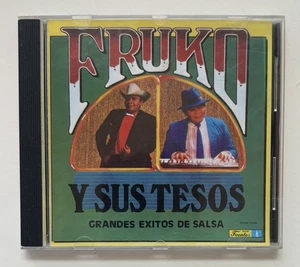 FRUKO
Y SUS TESOS
GRANDES EXITOS DE SALSA